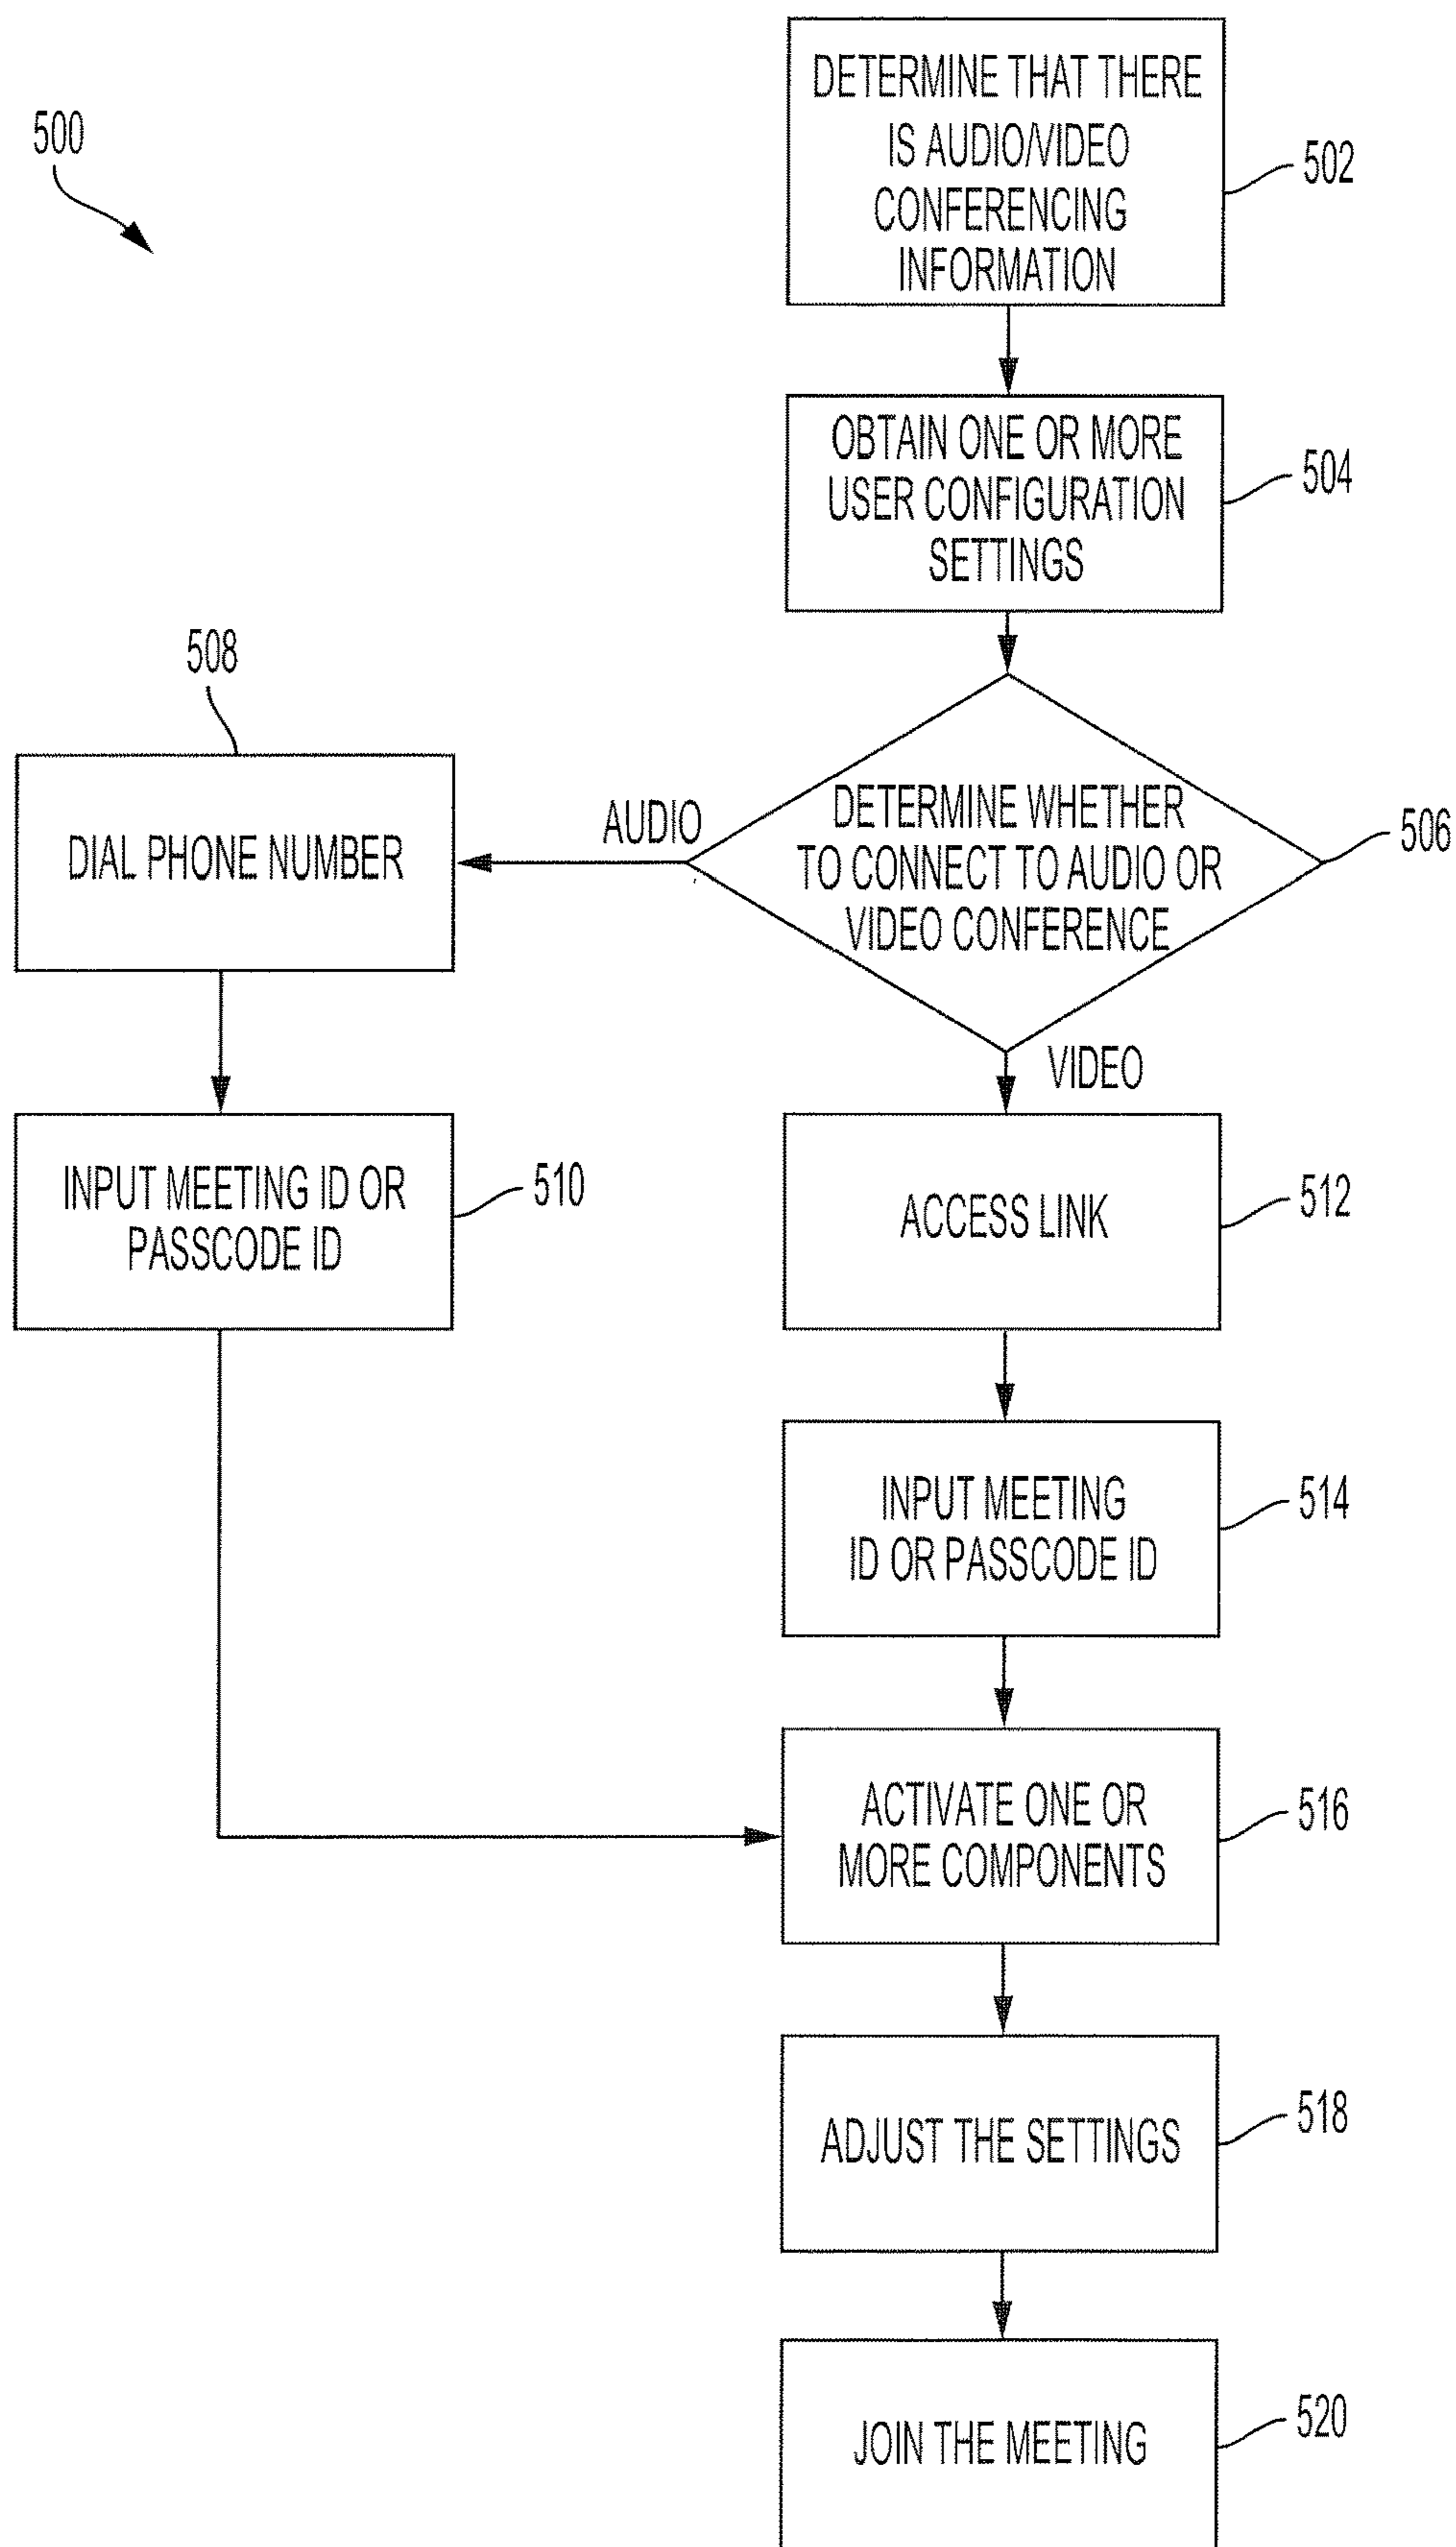 500
DETERMINE THAT THERE
IS AUDIO/VIDEO
CONFERENCING
INFORMATION
502
OBTAIN ONE OR MORE
USER CONFIGURATION
SETTINGS
504
DETERMINE WHETHER
TO CONNECT TO AUDIO OR
VIDEO CONFERENCE
506
AUDIO
508
DIAL PHONE NUMBER
INPUT MEETING ID OR
PASSCODE ID
510
VIDEO
ACCESS LINK
512
INPUT MEETING
ID OR PASSCODE ID
514
ACTIVATE ONE OR
MORE COMPONENTS
516
ADJUST THE SETTINGS
518
JOIN THE MEETING
520